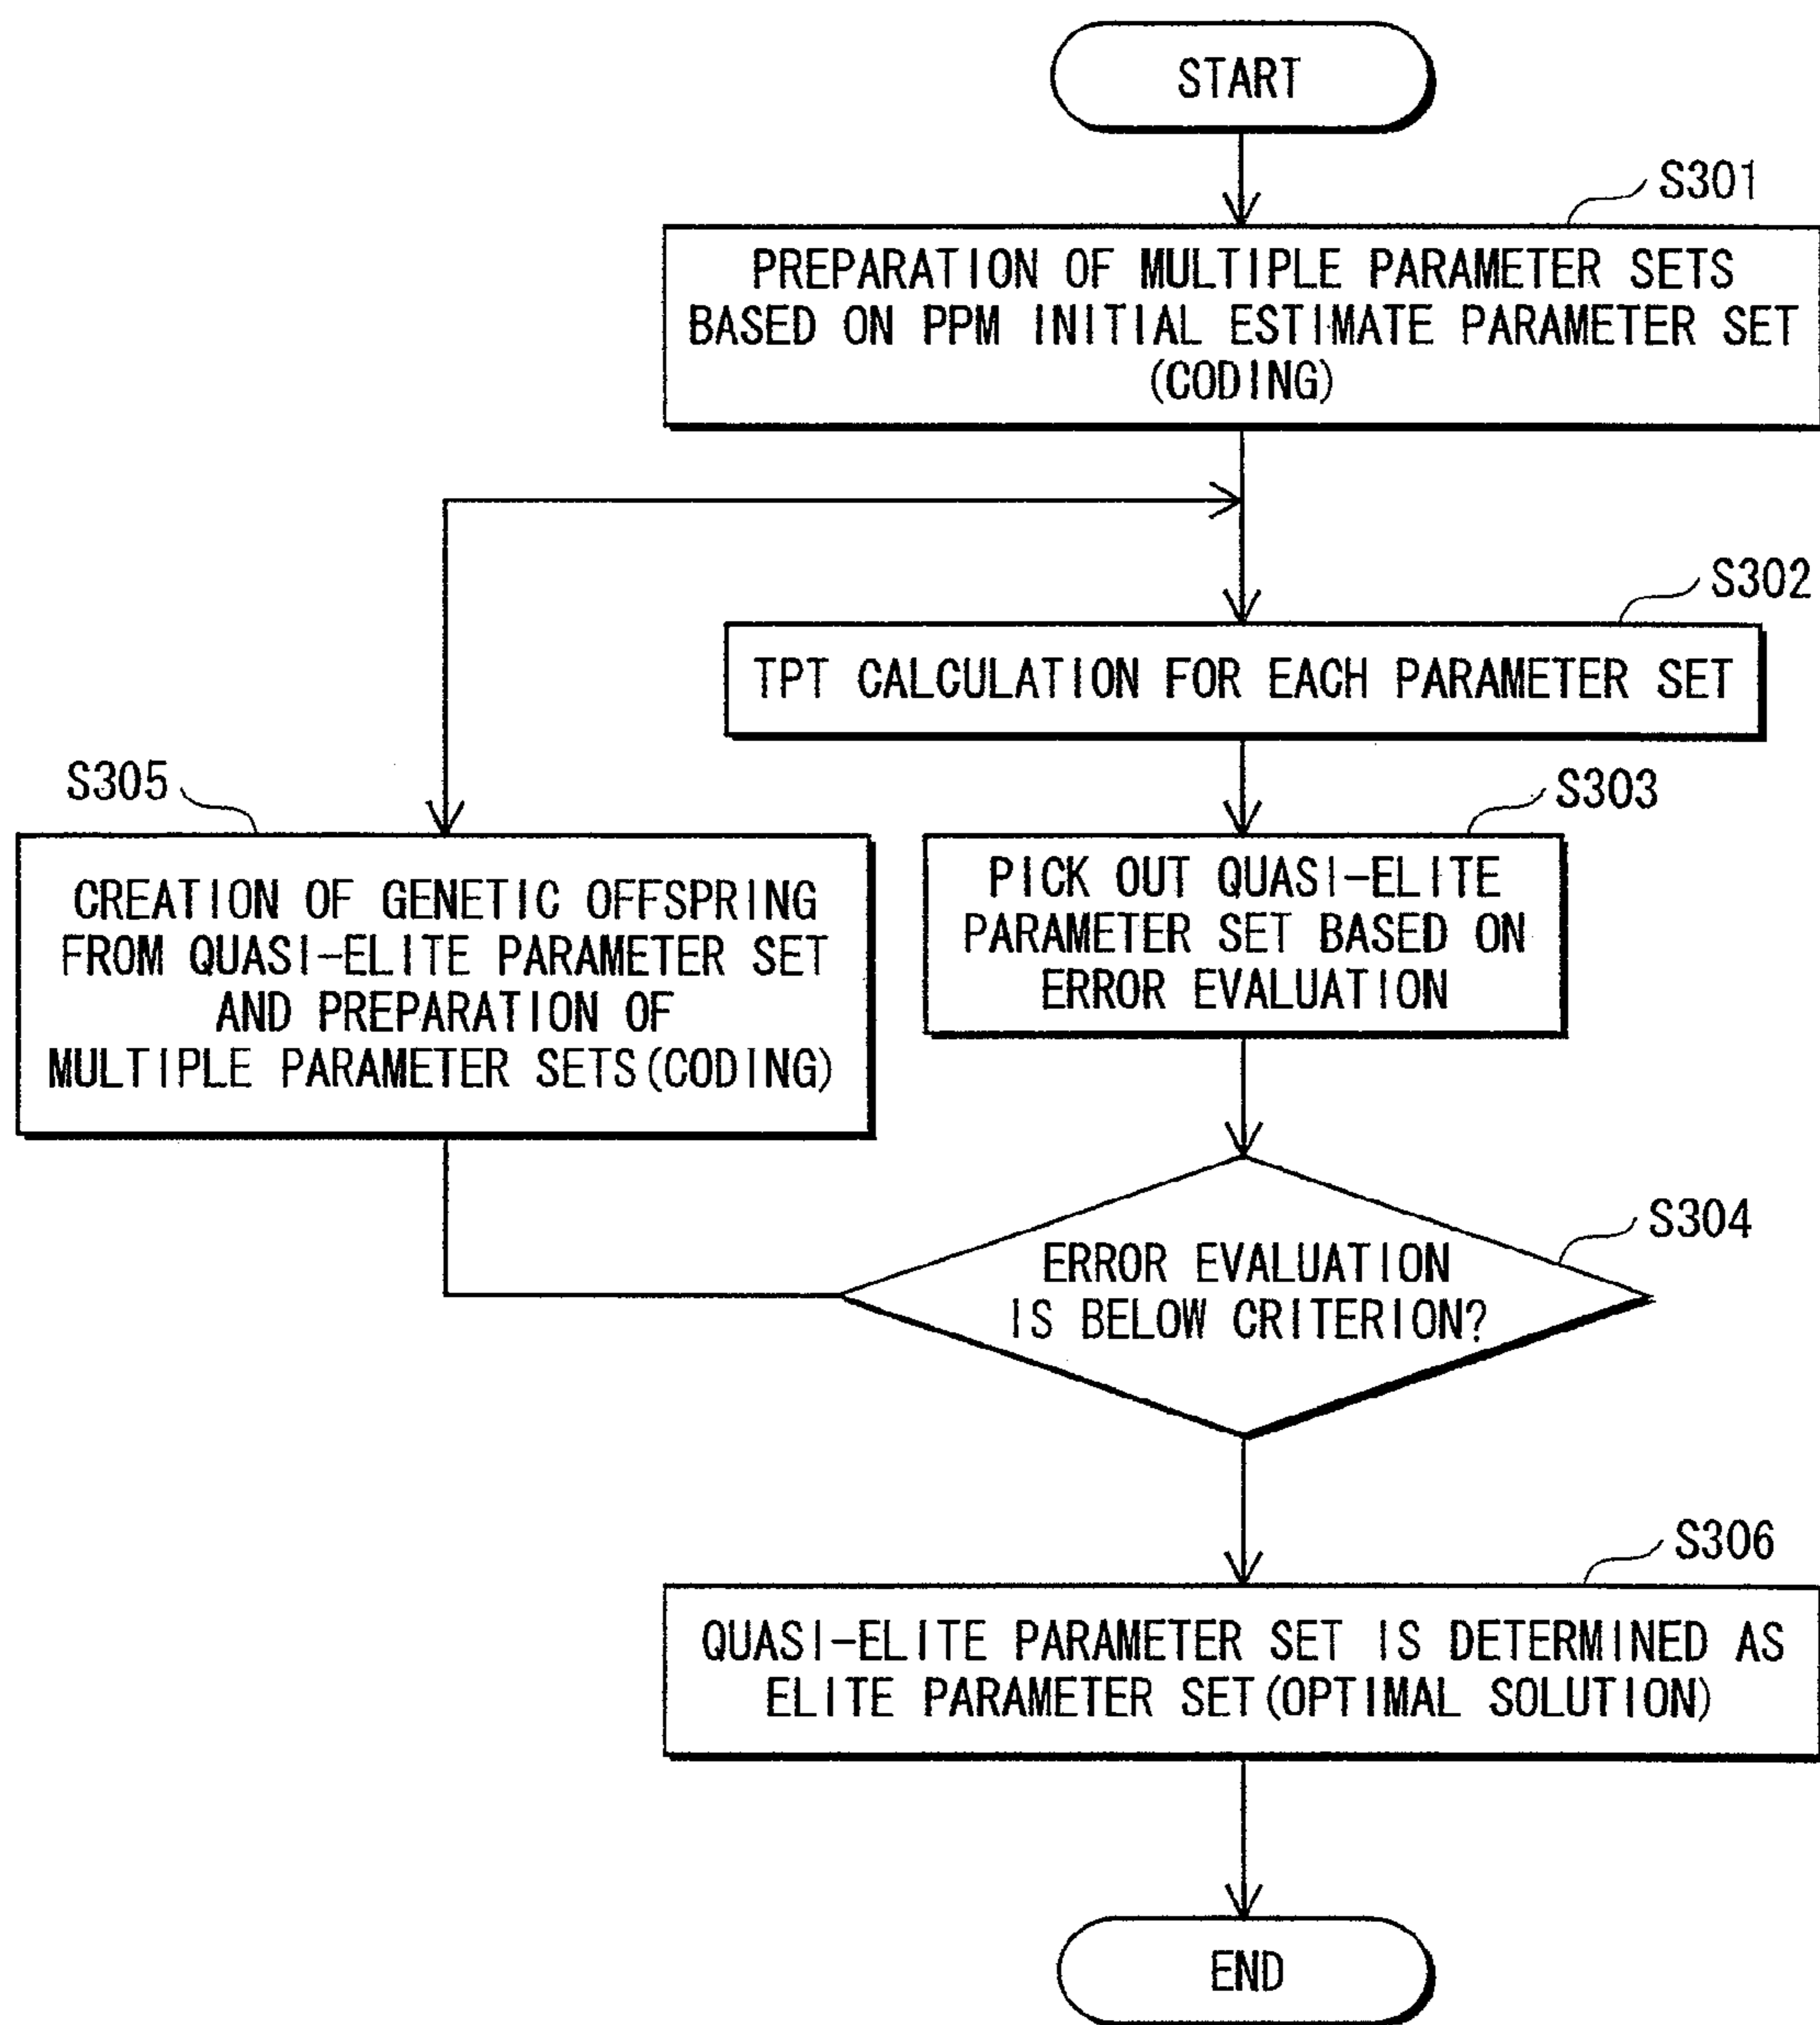 START
S301
PREPARATION OF MULTIPLE PARAMETER SETS
BASED ON PPM INITIAL ESTIMATE PARAMETER SET
(CODING)
S302
TPT CALCULATION FOR EACH PARAMETER SET
S303
PICK OUT QUASI-ELITE
PARAMETER SET BASED ON
ERROR EVALUATION
S305
CREATION OF GENETIC OFFSPRING
FROM QUASI-ELITE PARAMETER SET
AND PREPARATION OF
MULTIPLE PARAMETER SETS(CODING)
S304
ERROR EVALUATION
IS BELOW CRITERION?
S306
QUASI-ELITE PARAMETER SET IS DETERMINED AS
ELITE PARAMETER SET(OPTIMAL SOLUTION)
END